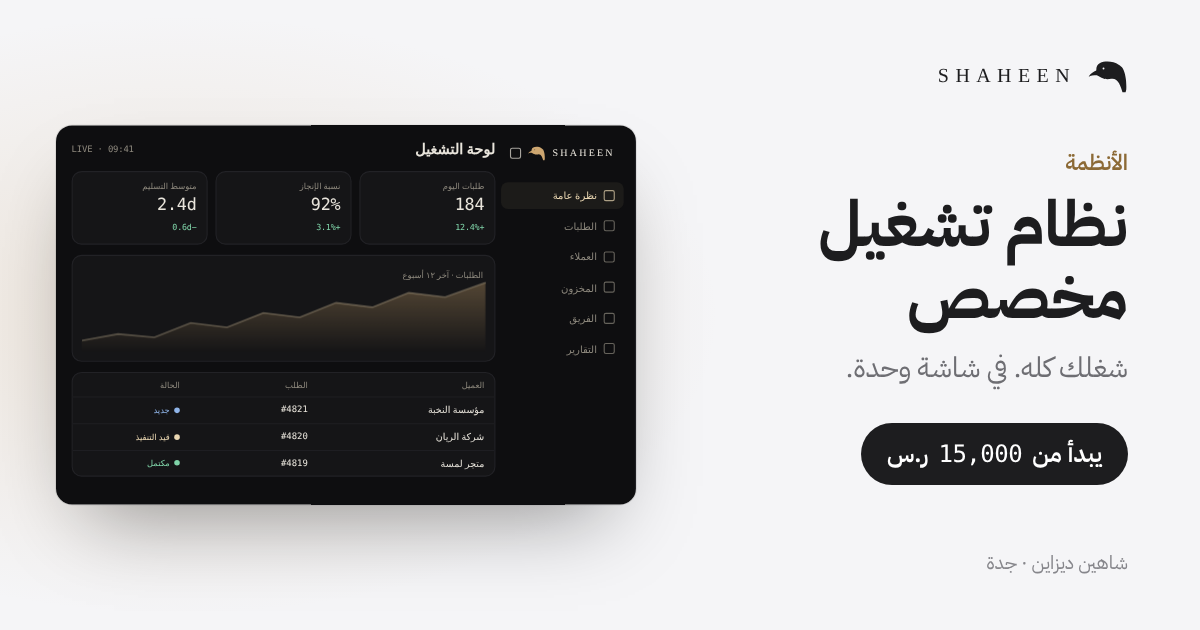 SHAHEEN
الأنظمة
نظام تشغيل
مخصص
شغلك كله. في شاشة وحدة.
يبدأ من 15,000 ر.س
شاهين ديزاين · جدة
SHAHEEN
نظرة عامة
الطلبات
العملاء
المخزون
الفريق
التقارير
لوحة التشغيل
LIVE · 09:41
طلبات اليوم
184
+12.4%
نسبة الإنجاز
92%
+3.1%
متوسط التسليم
2.4d
−0.6d
الطلبات · آخر ١٢ أسبوع
العميل الطلب الحالة
مؤسسة النخبة #4821 جديد
شركة الريان #4820 قيد التنفيذ
متجر لمسة #4819 مكتمل